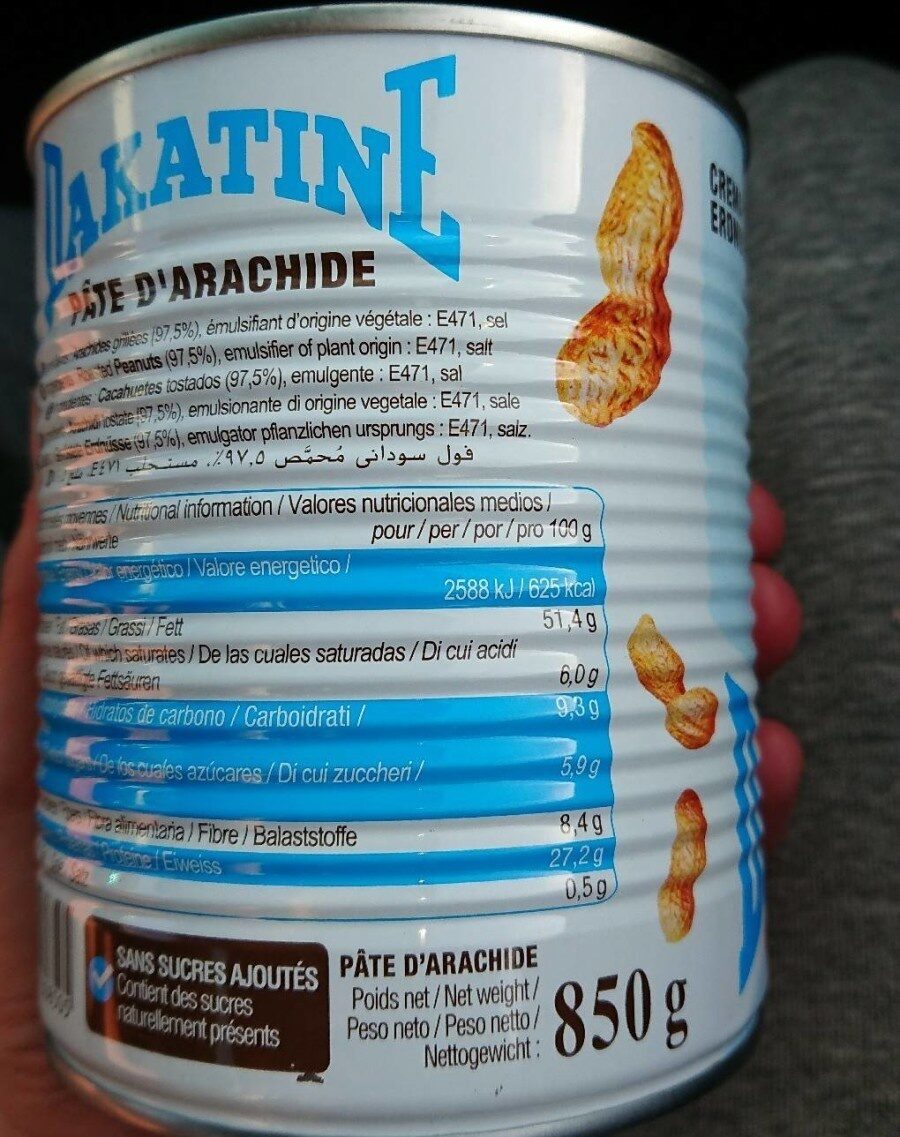 DAKATINE
PÂTE D'ARACHIDE
Arachides grillées (97,5%), émulsifiant d'origine végétale : E471, sel
Peanuts (97,5%), emulsifier of plant origin : E471, salt
Cacahuetes tostados (97,5%), emulgente : E471, sal
tostate (97,5%), emulsionante di origine vegetale : E471, sale
Erdnüsse (97,5%), emulgator pflanzlichen ursprungs : E471, salz.
فول سودانى مُحمَّص ٩٧,٥٪. مستحلب E٤٧١
/ Nutritional information / Valores nutricionales medios /
pour / per / por / pro 100 g
energético / Valore energetico /
2588 kJ / 625 kcal
Grasas / Grassi / Fett
51,4 g
Of which saturates / De las cuales saturadas / Di cui acidi
Fettsäuren
6,0 g
de carbono / Carboidrati /
9,3 g
/ De los cuales azúcares / Di cui zuccheri /
5,9 g
Fibra alimentaria / Fibre / Balaststoffe
8,4 g
Proteine / Eiweiss
27,2 g
0,5 g
SANS SUCRES AJOUTÉS
Contient des sucres
naturellement présents
PÂTE D'ARACHIDE
Poids net / Net weight /
Peso neto / Peso netto /
Nettogewicht :
850 g